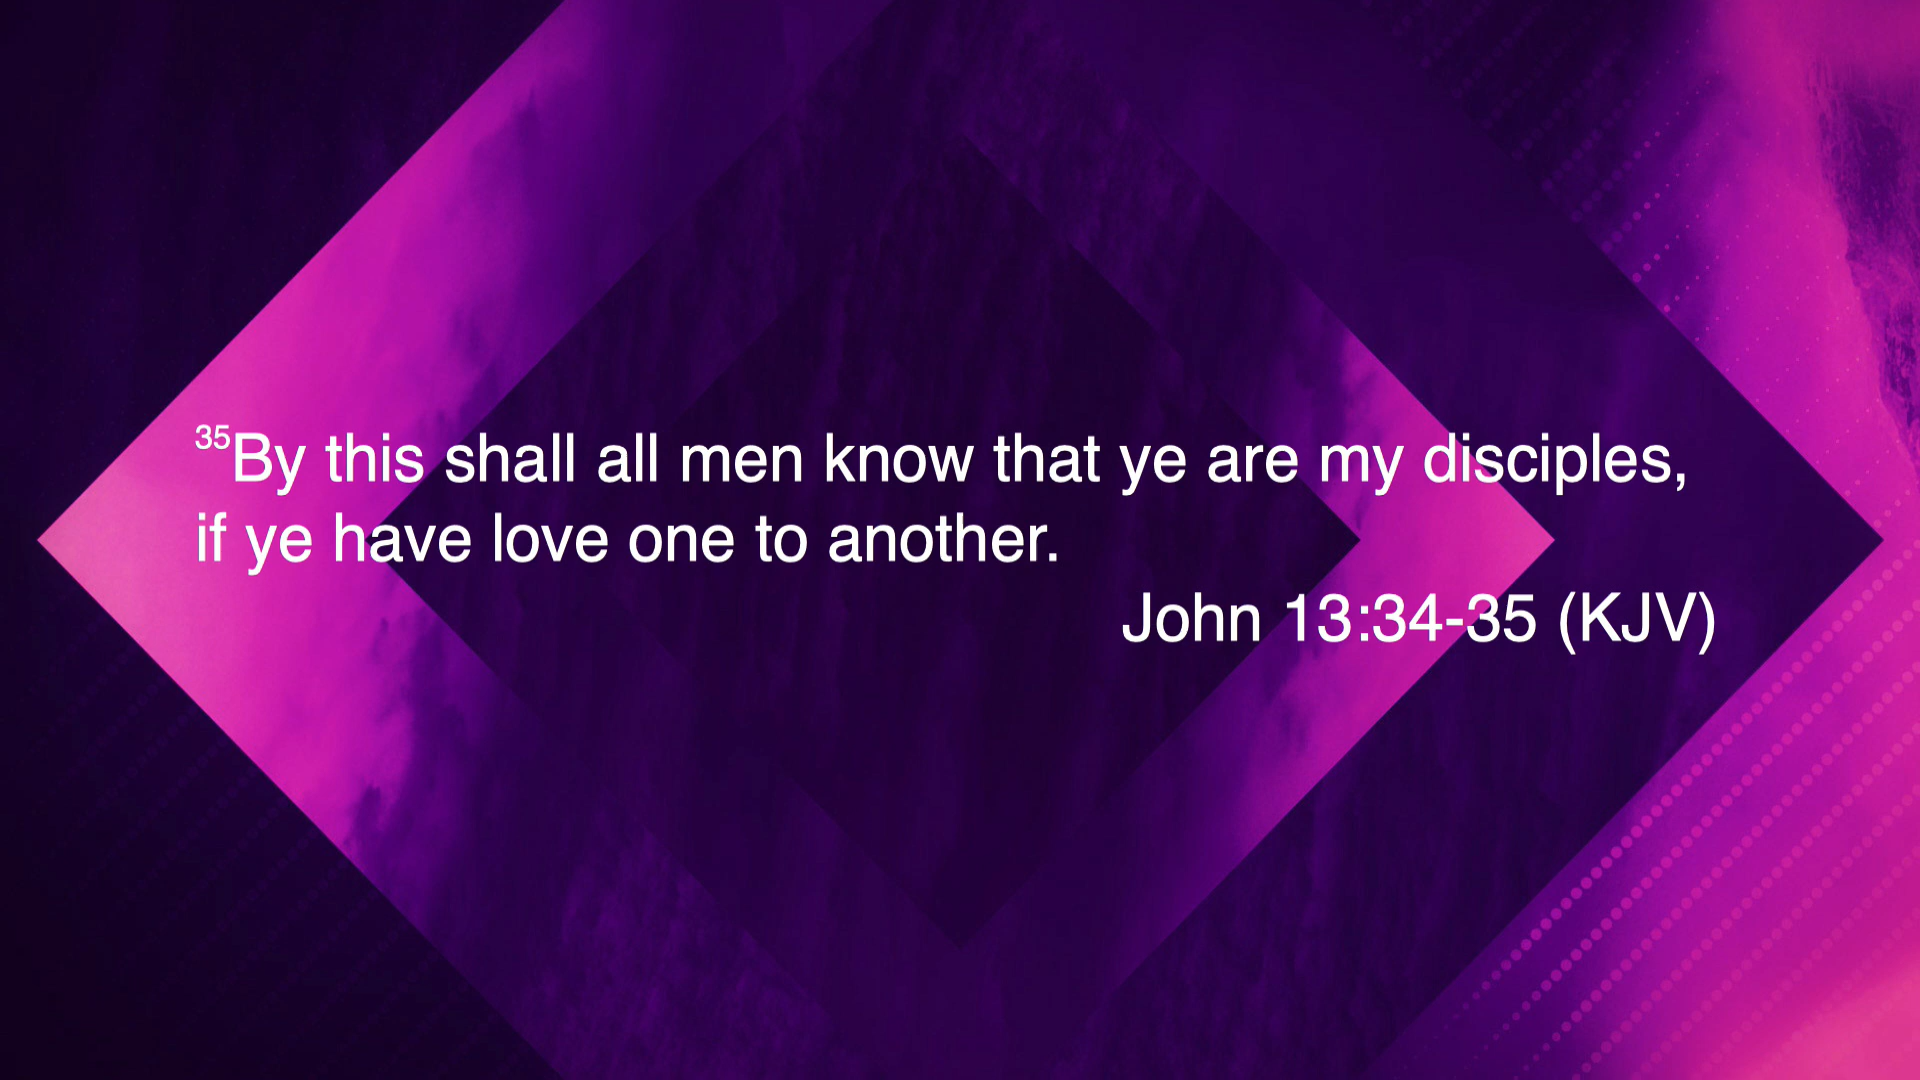 35By this shall all men know that ye are my disciples,
if ye have love one to another.
John 13:34-35 (KJV)